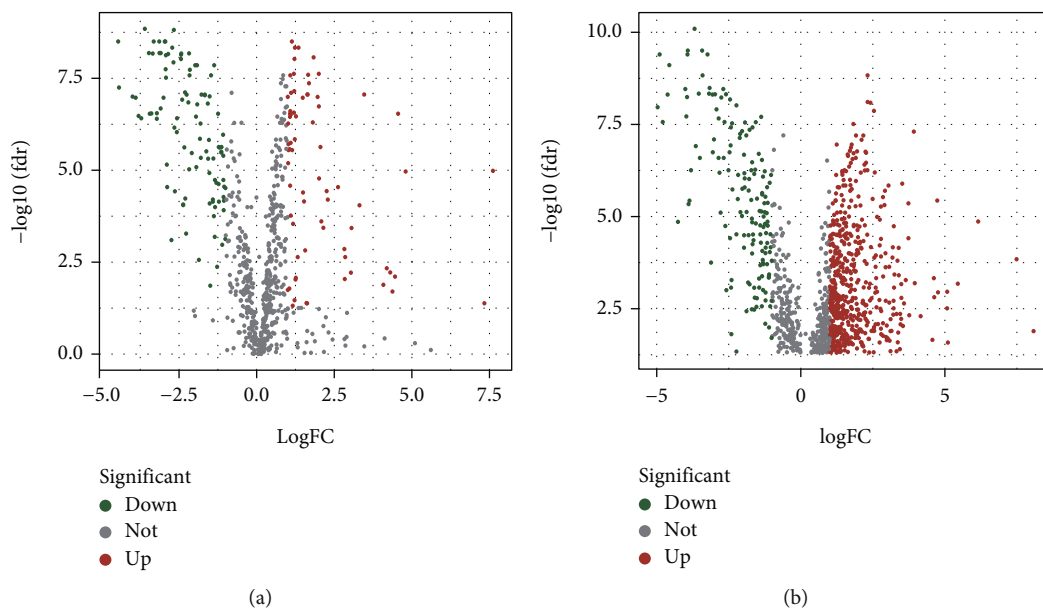 −log10 (fdr)
7.5
5.0
2.5
0.0
−5.0 −2.5 0.0 2.5 5.0 7.5
LogFC
Significant
Down
Not
Up
(a)
−log10 (fdr)
10.0
7.5
5.0
2.5
−5 0 5
logFC
Significant
Down
Not
Up
(b)